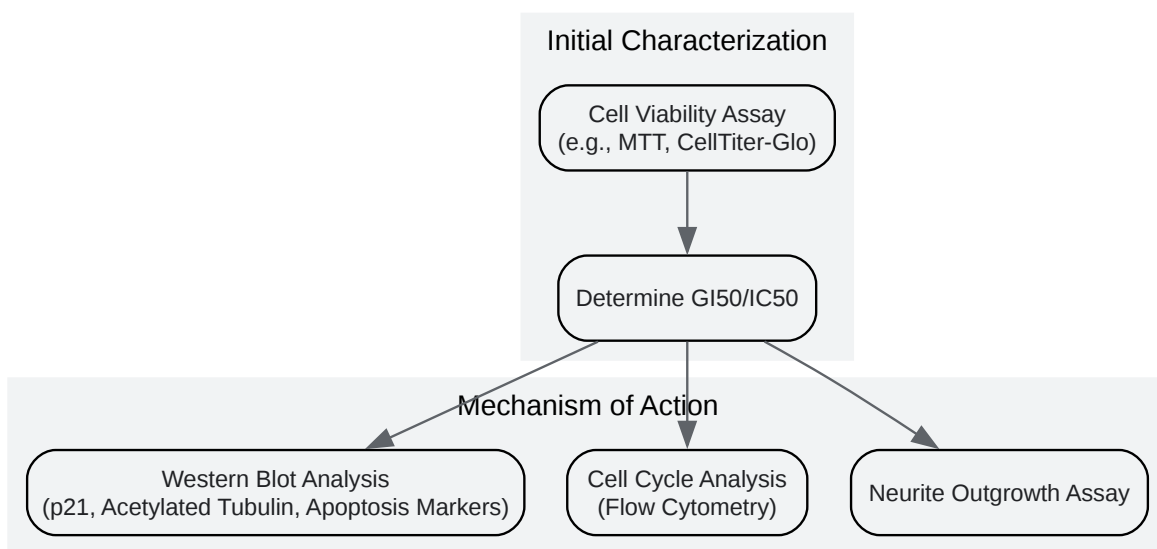 Initial Characterization
Cell Viability Assay
(e.g., MTT, CellTiter-Glo)
Determine GI50/IC50
Mechanism of Action
Western Blot Analysis
(p21, Acetylated Tubulin, Apoptosis Markers)
Cell Cycle Analysis
(Flow Cytometry)
Neurite Outgrowth Assay